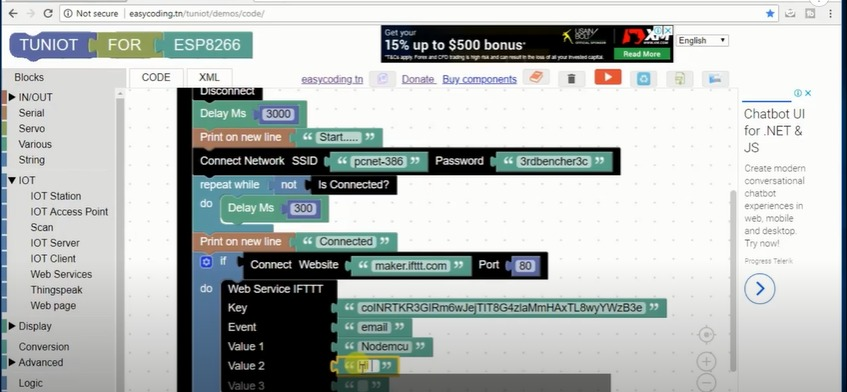 Not secure easycoding.tn/tuniot/demos/code/
TUNIOT FOR ESP8266
Get your
15% up to $500 bonus*
XM
Read More
English
Blocks
CODE
XML
easycoding.tn
Donate
Buy components
IN/OUT
Serial
Servo
Various
String
IOT
IOT Station
IOT Access Point
Scan
IOT Server
IOT Client
Web Services
Thingspeak
Web page
Display
Conversion
Advanced
Logic
Disconnect
Delay Ms 3000
Print on new line “ Start..... ”
Connect Network SSID “ pcnet-386 ” Password “ 3rdbencher3c ”
repeat while not Is Connected?
do Delay Ms 300
Print on new line “ Connected ”
if Connect Website “ maker.ifttt.com ” Port 80
do Web Service IFTTT
Key
Event “ email ”
Value 1 “ Nodemcu ”
Value 2
Value 3
Chatbot UI
for .NET &
JS
Create modern
conversational
chatbot
experiences in
web, mobile
and desktop.
Try now!
Progress Telerik